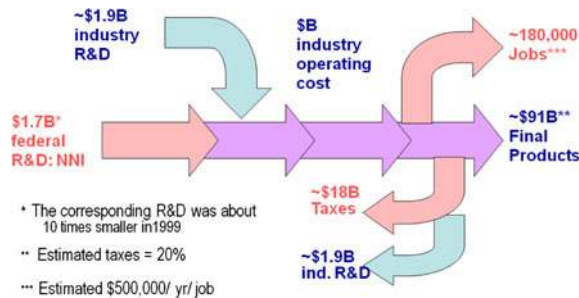 ~$1.9B
industry
R&D
$B
industry
operating
cost
~180,000
Jobs***
$1.7B*
federal
R&D: NNI
~$91B**
Final
Products
~$18B
Taxes
~$1.9B
ind. R&D
* The corresponding R&D was about
10 times smaller in1999
** Estimated taxes = 20%
*** Estimated $500,000/ yr/ job